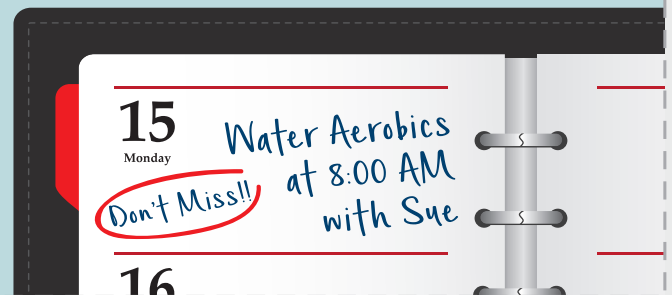 15
Monday
Water Aerobics
at 8:00 AM
with Sue
Don't Miss!!
16